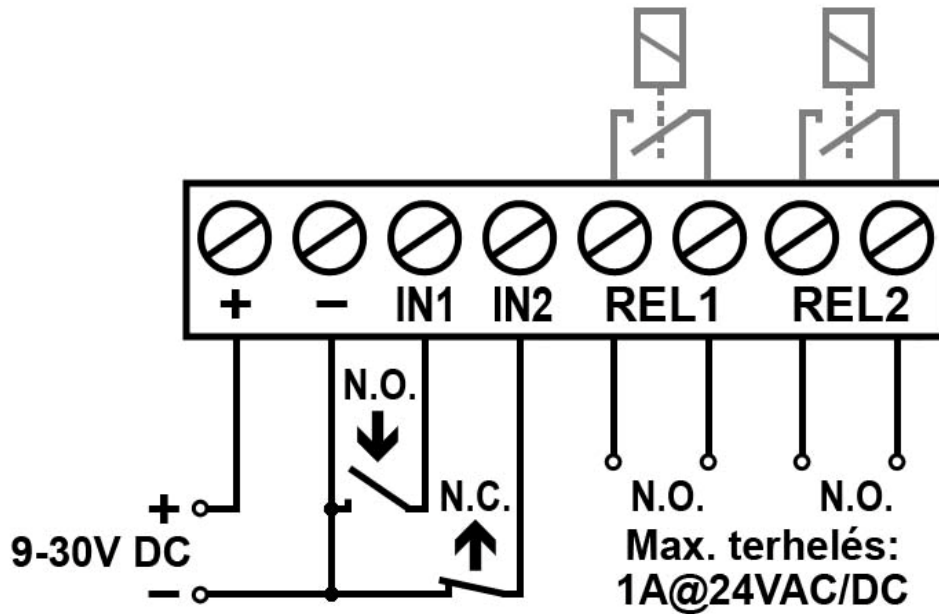 + − IN1 IN2 REL1 REL2
N.O.
N.C.
+
9-30V DC
−
N.O. N.O.
Max. terhelés:
1A@24VAC/DC